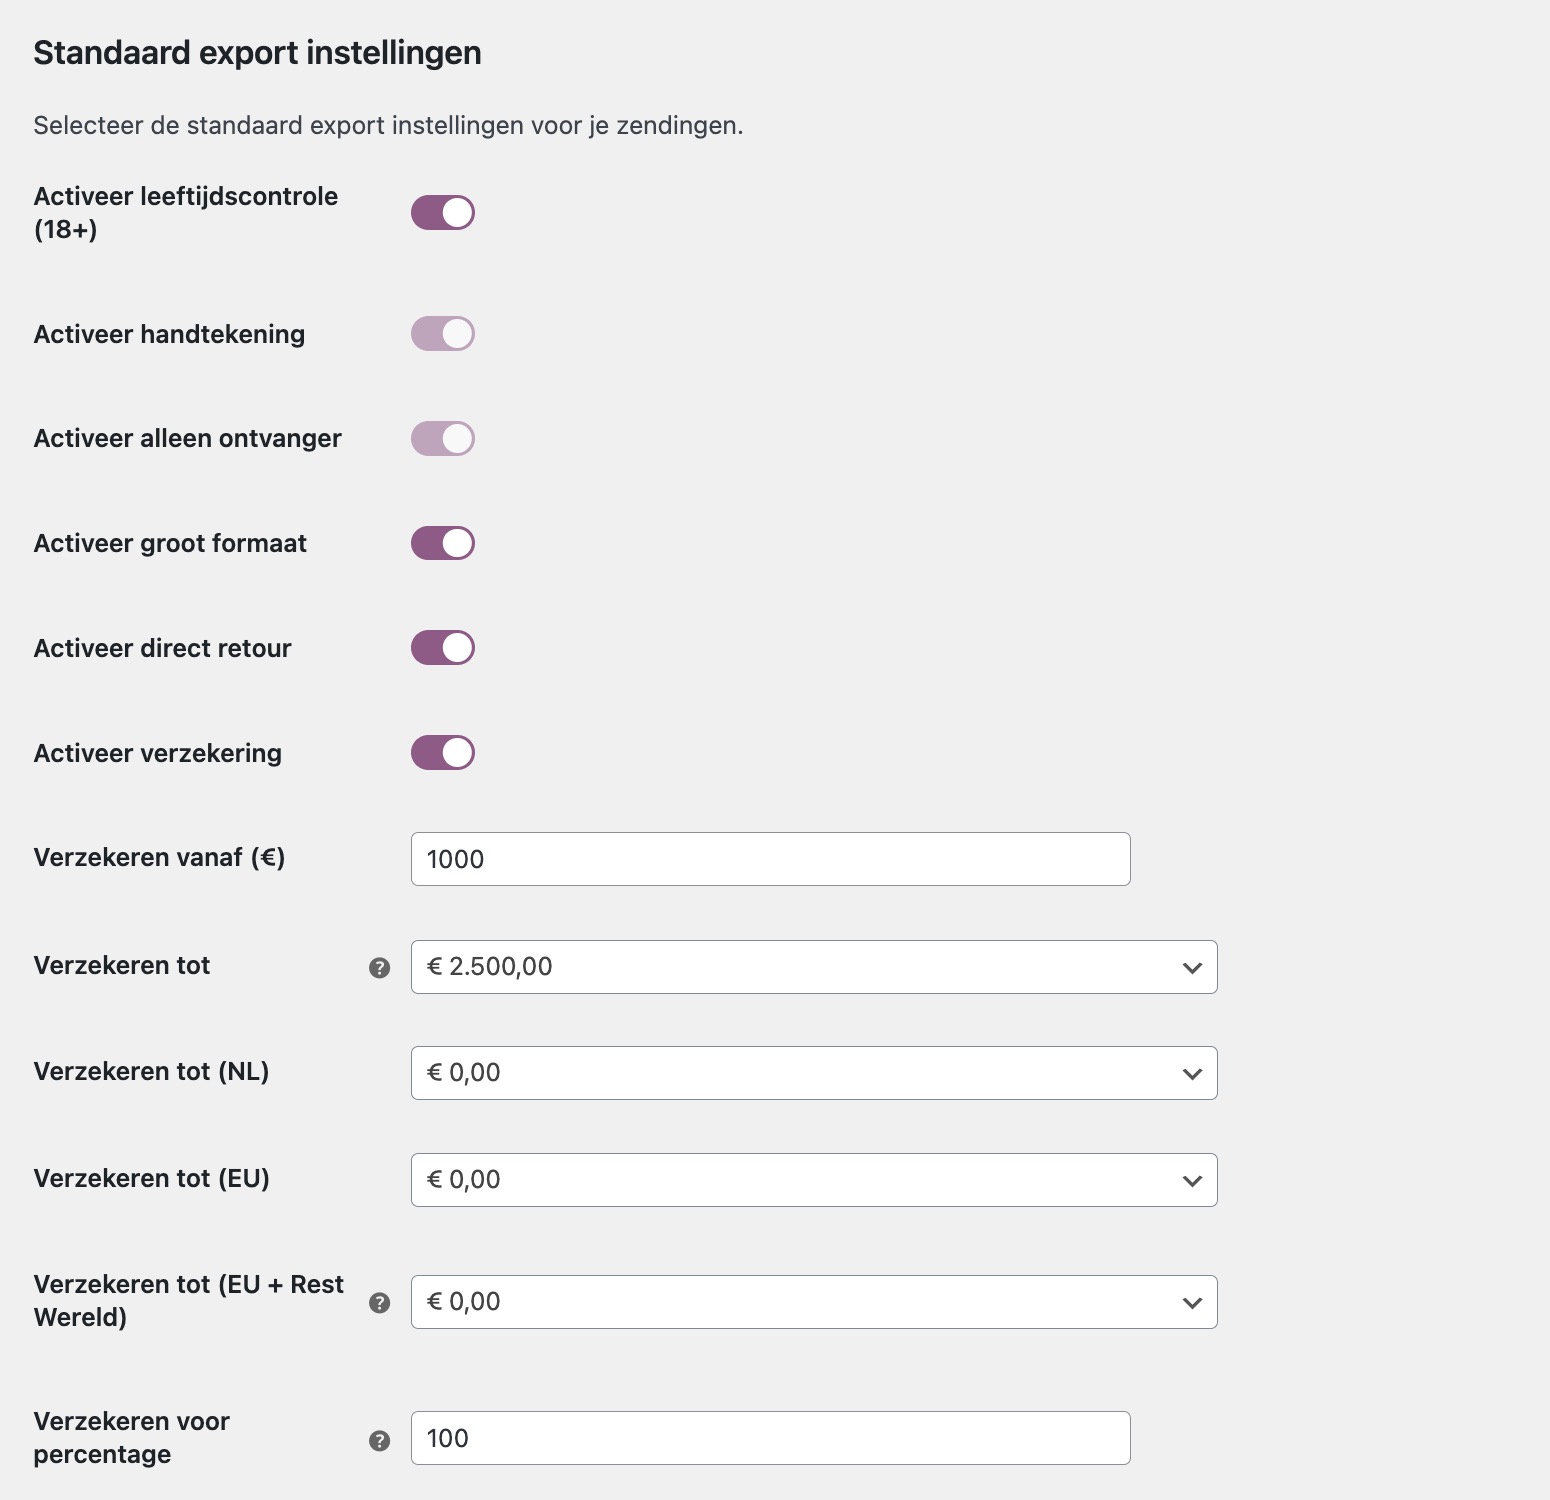 Standaard export instellingen
Selecteer de standaard export instellingen voor je zendingen.
Activeer leeftijdscontrole
(18+)
Activeer handtekening
Activeer alleen ontvanger
Activeer groot formaat
Activeer direct retour
Activeer verzekering
Verzekeren vanaf (€)
1000
Verzekeren tot
?
€ 2.500,00
Verzekeren tot (NL)
€ 0,00
Verzekeren tot (EU)
€ 0,00
Verzekeren tot (EU + Rest
Wereld)
?
€ 0,00
Verzekeren voor
percentage
?
100